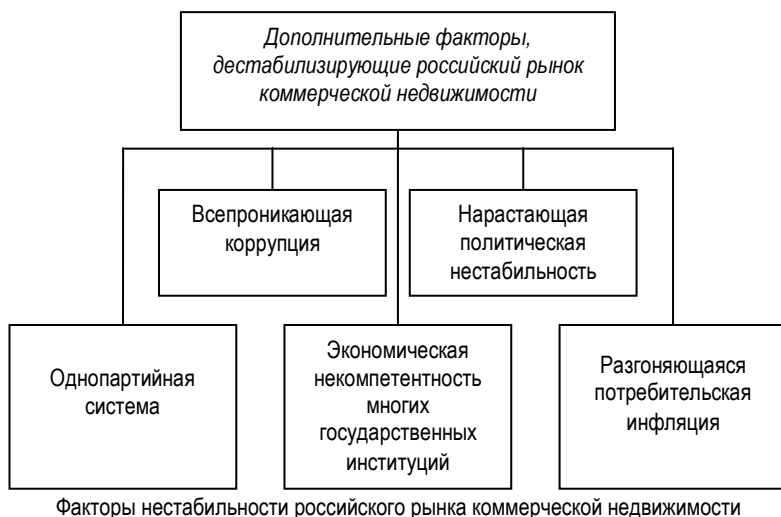 Дополнительные факторы,
дестабилизирующие российский рынок
коммерческой недвижимости
Всепроникающая
коррупция
Нарастающая
политическая
нестабильность
Однопартийная
система
Экономическая
некомпетентность
многих
государственных
институций
Разгоняющаяся
потребительская
инфляция
Факторы нестабильности российского рынка коммерческой недвижимости